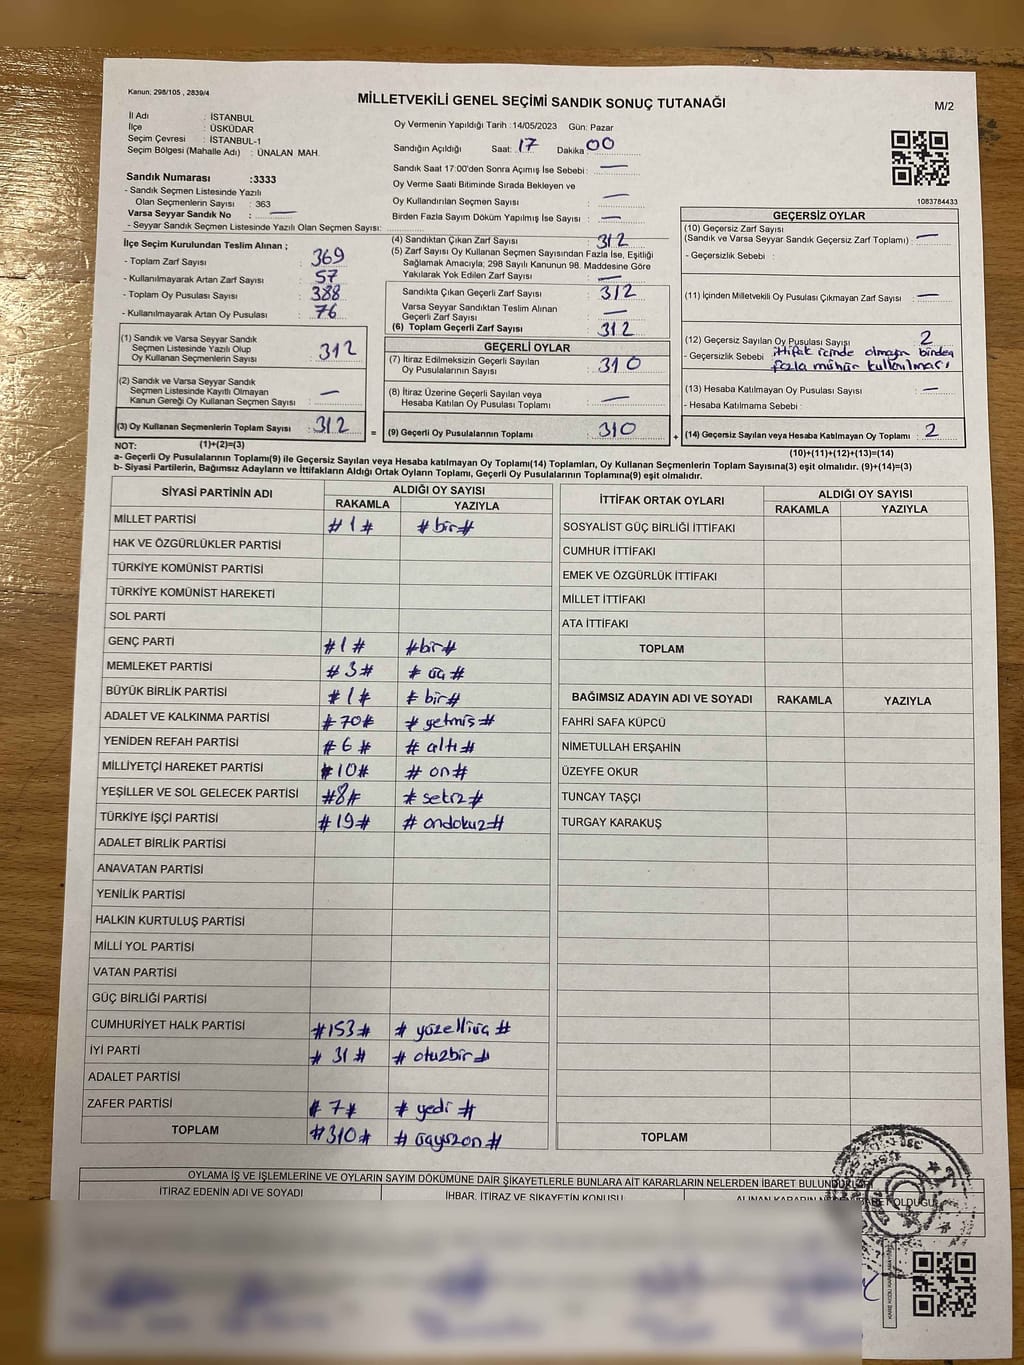 Kanun: 298/105 , 2839/4
MİLLETVEKİLİ GENEL SEÇİMİ SANDIK SONUÇ TUTANAĞI
M/2
İl Adı : İSTANBUL
İlçe : ÜSKÜDAR
Seçim Çevresi : İSTANBUL-1
Seçim Bölgesi (Mahalle Adı) : ÜNALAN MAH.
Oy Vermenin Yapıldığı Tarih : 14/05/2023 Gün: Pazar
Sandığın Açıldığı Saat: 17 Dakika 00
Sandık Saat 17:00'den Sonra Açımış İse Sebebi : —
Oy Verme Saati Bitiminde Sırada Bekleyen ve
Oy Kullandırılan Seçmen Sayısı : —
Birden Fazla Sayım Döküm Yapılmış İse Sayısı : —
1083784433
Sandık Numarası :3333
- Sandık Seçmen Listesinde Yazılı
Olan Seçmenlerin Sayısı : 363
Varsa Seyyar Sandık No : —
- Seyyar Sandık Seçmen Listesinde Yazılı Olan Seçmen Sayısı:
İlçe Seçim Kurulundan Teslim Alınan ;
- Toplam Zarf Sayısı : 369
- Kullanılmayarak Artan Zarf Sayısı : 57
- Toplam Oy Pusulası Sayısı : 388
- Kullanılmayarak Artan Oy Pusulası : 76
(1) Sandık ve Varsa Seyyar Sandık
Seçmen Listesinde Yazılı Olup
Oy Kullanan Seçmenlerin Sayısı : 312
(2) Sandık ve Varsa Seyyar Sandık
Seçmen Listesinde Kayıtlı Olmayan
Kanun Gereği Oy Kullanan Seçmen Sayısı : —
(3) Oy Kullanan Seçmenlerin Toplam Sayısı : 312
(4) Sandıktan Çıkan Zarf Sayısı : 312
(5) Zarf Sayısı Oy Kullanan Seçmen Sayısından Fazla İse, Eşitliği
Sağlamak Amacıyla; 298 Sayılı Kanunun 98. Maddesine Göre
Yakılarak Yok Edilen Zarf Sayısı : —
Sandıkta Çıkan Geçerli Zarf Sayısı : 312
Varsa Seyyar Sandıktan Teslim Alınan
Geçerli Zarf Sayısı : —
(6) Toplam Geçerli Zarf Sayısı : 312
GEÇERLİ OYLAR
(7) İtiraz Edilmeksizin Geçerli Sayılan
Oy Pusulalarının Sayısı : 310
(8) İtiraz Üzerine Geçerli Sayılan veya
Hesaba Katılan Oy Pusulası Toplamı : —
= (9) Geçerli Oy Pusulalarının Toplamı : 310
GEÇERSİZ OYLAR
(10) Geçersiz Zarf Sayısı
(Sandık ve Varsa Seyyar Sandık Geçersiz Zarf Toplamı) : —
- Geçersizlik Sebebi :
(11) İçinden Milletvekili Oy Pusulası Çıkmayan Zarf Sayısı : —
(12) Geçersiz Sayılan Oy Pusulası Sayısı : 2
- Geçersizlik Sebebi : ittifak içinde olmayan birden
fazla mühür kullanılması
(13) Hesaba Katılmayan Oy Pusulası Sayısı : —
- Hesaba Katılmama Sebebi :
+ (14) Geçersiz Sayılan veya Hesaba Katılmayan Oy Toplamı : 2
NOT: (1)+(2)=(3)
(10)+(11)+(12)+(13)=(14)
a- Geçerli Oy Pusulalarının Toplamı(9) ile Geçersiz Sayılan veya Hesaba katılmayan Oy Toplamı(14) Toplamları, Oy Kullanan Seçmenlerin Toplam Sayısına(3) eşit olmalıdır. (9)+(14)=(3)
b- Siyasi Partilerin, Bağımsız Adayların ve İttifakların Aldığı Ortak Oyların Toplamı, Geçerli Oy Pusulalarının Toplamına(9) eşit olmalıdır.
SİYASİ PARTİNİN ADI ALDIĞI OY SAYISI
RAKAMLA YAZIYLA
MİLLET PARTİSİ #1# #bir#
HAK VE ÖZGÜRLÜKLER PARTİSİ
TÜRKİYE KOMÜNİST PARTİSİ
TÜRKİYE KOMÜNİST HAREKETİ
SOL PARTİ
GENÇ PARTİ #1# #bir#
MEMLEKET PARTİSİ #3# #üç#
BÜYÜK BİRLİK PARTİSİ #1# #bir#
ADALET VE KALKINMA PARTİSİ #70# #yetmiş#
YENİDEN REFAH PARTİSİ #6# #altı#
MİLLİYETÇİ HAREKET PARTİSİ #10# #on#
YEŞİLLER VE SOL GELECEK PARTİSİ #8# #sekiz#
TÜRKİYE İŞÇİ PARTİSİ #19# #ondokuz#
ADALET BİRLİK PARTİSİ
ANAVATAN PARTİSİ
YENİLİK PARTİSİ
HALKIN KURTULUŞ PARTİSİ
MİLLİ YOL PARTİSİ
VATAN PARTİSİ
GÜÇ BİRLİĞİ PARTİSİ
CUMHURİYET HALK PARTİSİ #153# #yüzelliüç#
İYİ PARTİ #31# #otuzbir#
ADALET PARTİSİ
ZAFER PARTİSİ #7# #yedi#
TOPLAM #310# #üçyüzon#
İTTİFAK ORTAK OYLARI ALDIĞI OY SAYISI
RAKAMLA YAZIYLA
SOSYALİST GÜÇ BİRLİĞİ İTTİFAKI
CUMHUR İTTİFAKI
EMEK VE ÖZGÜRLÜK İTTİFAKI
MİLLET İTTİFAKI
ATA İTTİFAKI
TOPLAM
BAĞIMSIZ ADAYIN ADI VE SOYADI RAKAMLA YAZIYLA
FAHRİ SAFA KÜPCÜ
NİMETULLAH ERŞAHİN
ÜZEYFE OKUR
TUNCAY TAŞÇI
TURGAY KARAKUŞ
TOPLAM
OYLAMA İŞ VE İŞLEMLERİNE VE OYLARIN SAYIM DÖKÜMÜNE DAİR ŞİKAYETLERLE BUNLARA AİT KARARLARIN NELERDEN İBARET BULUNDUKLARI
İTİRAZ EDENİN ADI VE SOYADI İHBAR, İTİRAZ VE ŞİKAYETİN KONUSU ALINAN KARARIN NEDEN İBARET OLDUĞU